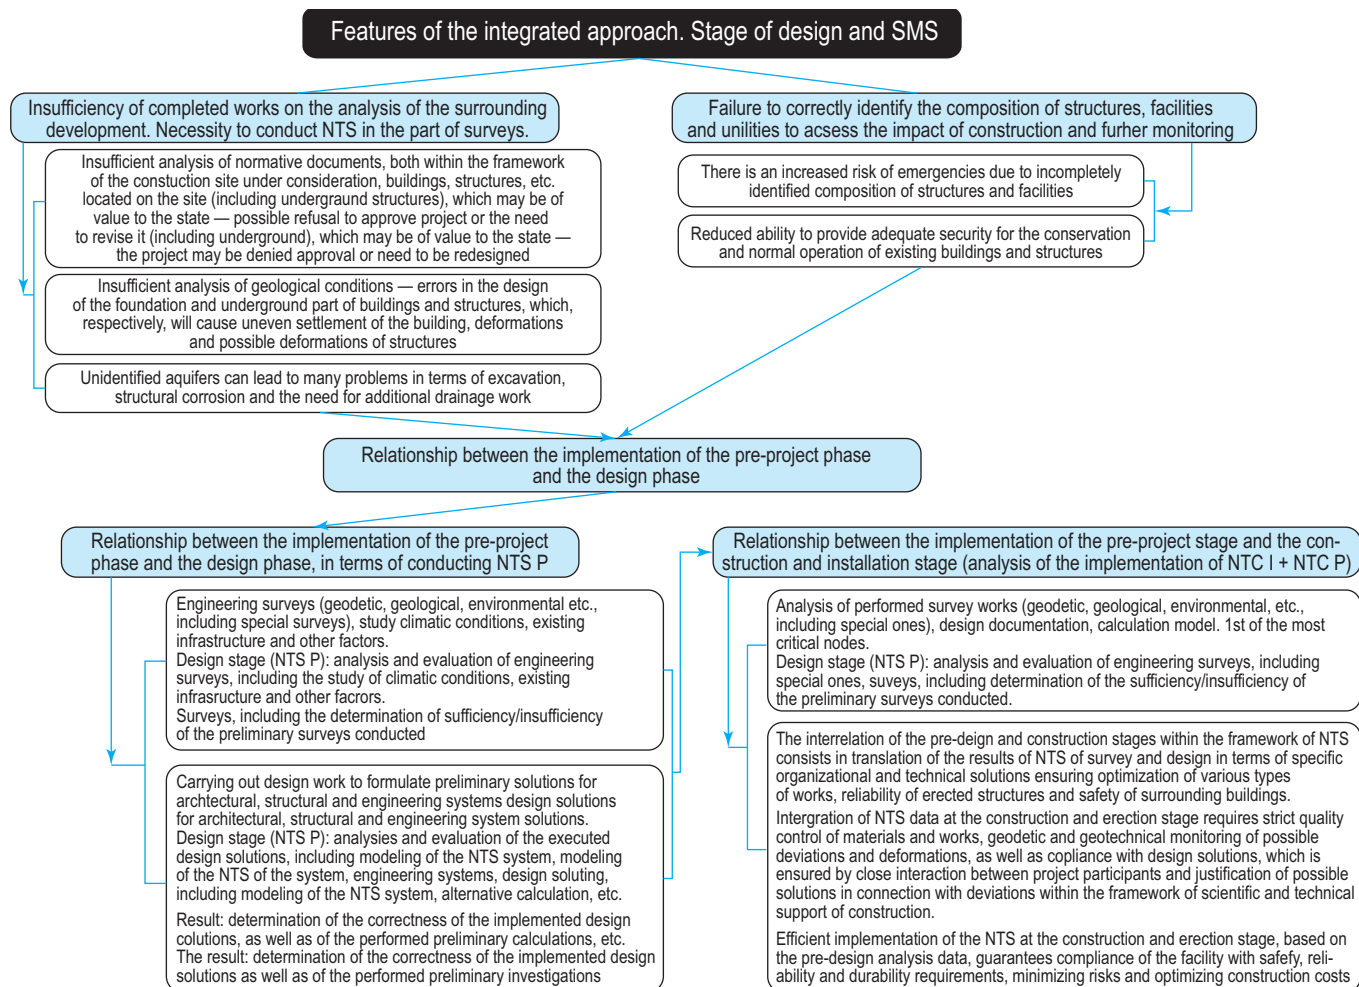 Features of the integrated approach. Stage of design and SMS
Insufficiency of completed works on the analysis of the surrounding
development. Necessity to conduct NTS in the part of surveys.
Insufficient analysis of normative documents, both within the framework
of the constuction site under consideration, buildings, structures, etc.
located on the site (including undergraund structures), which may be of
value to the state — possible refusal to approve project or the need
to revise it (including underground), which may be of value to the state —
the project may be denied approval or need to be redesigned
Insufficient analysis of geological conditions — errors in the design
of the foundation and underground part of buildings and structures, which,
respectively, will cause uneven settlement of the building, deformations
and possible deformations of structures
Unidentified aquifers can lead to many problems in terms of excavation,
structural corrosion and the need for additional drainage work
Failure to correctly identify the composition of structures, facilities
and unilities to acsess the impact of construction and furher monitoring
There is an increased risk of emergencies due to incompletely
identified composition of structures and facilities
Reduced ability to provide adequate security for the conservation
and normal operation of existing buildings and structures
Relationship between the implementation of the pre-project phase
and the design phase
Relationship between the implementation of the pre-project
phase and the design phase, in terms of conducting NTS P
Engineering surveys (geodetic, geological, environmental etc.,
including special surveys), study climatic conditions, existing
infrastructure and other factors.
Design stage (NTS P): analysis and evaluation of engineering
surveys, including the study of climatic conditions, existing
infrasructure and other facrors.
Surveys, including the determination of sufficiency/insufficiency
of the preliminary surveys conducted
Carrying out design work to formulate preliminary solutions for
archtectural, structural and engineering systems design solutions
for architectural, structural and engineering system solutions.
Design stage (NTS P): analysies and evaluation of the executed
design solutions, including modeling of the NTS system, modeling
of the NTS of the system, engineering systems, design soluting,
including modeling of the NTS system, alternative calculation, etc.
Result: determination of the correctness of the implemented design
colutions, as well as of the performed preliminary calculations, etc.
The result: determination of the correctness of the implemented design
solutions as well as of the performed preliminary investigations
Relationship between the implementation of the pre-project stage and the con-
struction and installation stage (analysis of the implementation of NTC I + NTC P)
Analysis of performed survey works (geodetic, geological, environmental, etc.,
including special ones), design documentation, calculation model. 1st of the most
critical nodes.
Design stage (NTS P): analysis and evaluation of engineering surveys, including
special ones, suveys, including determination of the sufficiency/insufficiency of
the preliminary surveys conducted.
The interrelation of the pre-deign and construction stages within the framework of NTS
consists in translation of the results of NTS of survey and design in terms of specific
organizational and technical solutions ensuring optimization of various types
of works, reliability of erected structures and safety of surrounding buildings.
Intergration of NTS data at the construction and erection stage requires strict quality
control of materials and works, geodetic and geotechnical monitoring of possible
deviations and deformations, as well as copliance with design solutions, which is
ensured by close interaction between project participants and justification of possible
solutions in connection with deviations within the framework of scientific and technical
support of construction.
Efficient implementation of the NTS at the construction and erection stage, based on
the pre-design analysis data, guarantees compliance of the facility with safefy, reli-
ability and durability requirements, minimizing risks and optimizing construction costs